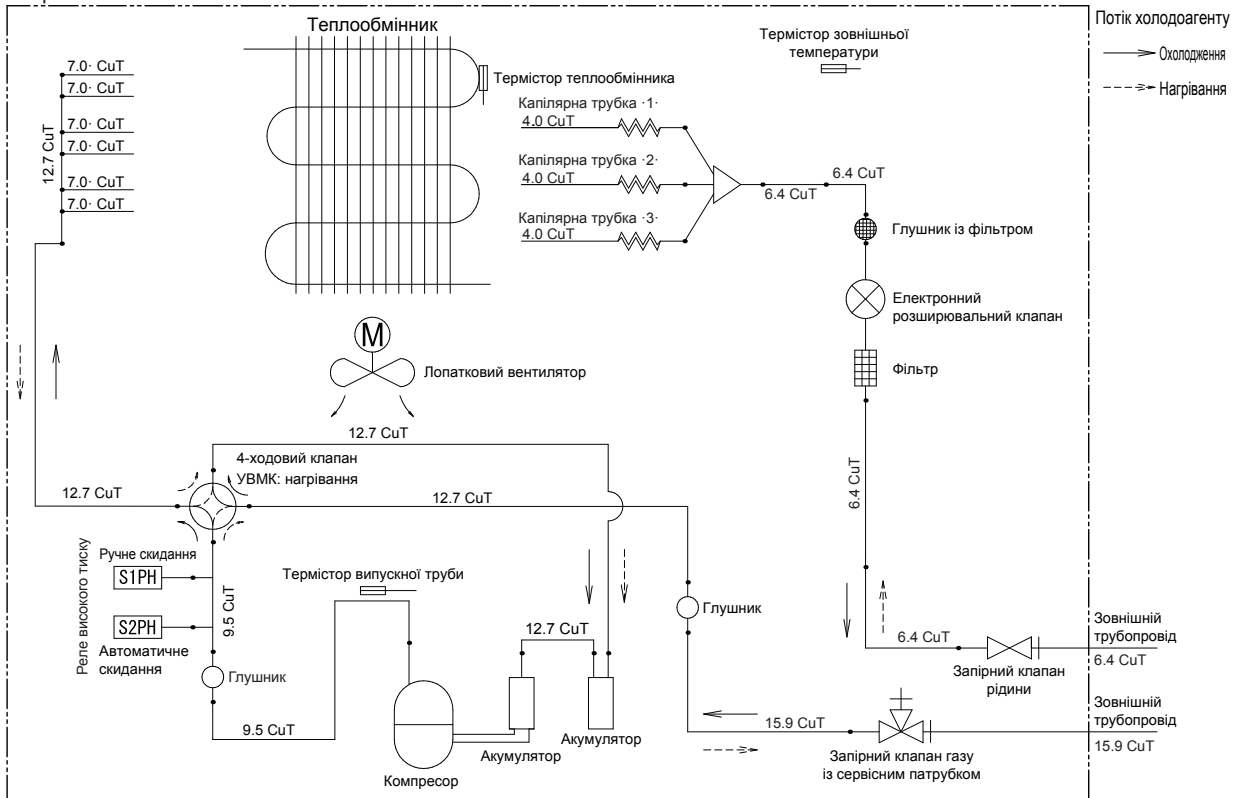 Теплообмінник
Термістор зовнішньої
температури
Потік холодоагенту
Охолодження
Нагрівання
7.0· CuT
7.0· CuT
7.0· CuT
7.0· CuT
7.0· CuT
7.0· CuT
12.7 CuT
Термістор теплообмінника
Капілярна трубка ·1·
4.0 CuT
Капілярна трубка ·2·
4.0 CuT
Капілярна трубка ·3·
4.0 CuT
6.4 CuT
6.4 CuT
Глушник із фільтром
Електронний
розширювальний клапан
Фільтр
M
Лопатковий вентилятор
12.7 CuT
4-ходовий клапан
УВМК: нагрівання
12.7 CuT
12.7 CuT
6.4 CuT
Реле високого тиску
Ручне скидання
S1PH
S2PH
Автоматичне
скидання
9.5 CuT
Глушник
Термістор випускної труби
9.5 CuT
12.7 CuT
Компресор
Акумулятор
Акумулятор
Глушник
15.9 CuT
6.4 CuT
Запірний клапан
рідини
Зовнішній
трубопровід
6.4 CuT
Запірний клапан газу
із сервісним патрубком
Зовнішній
трубопровід
15.9 CuT